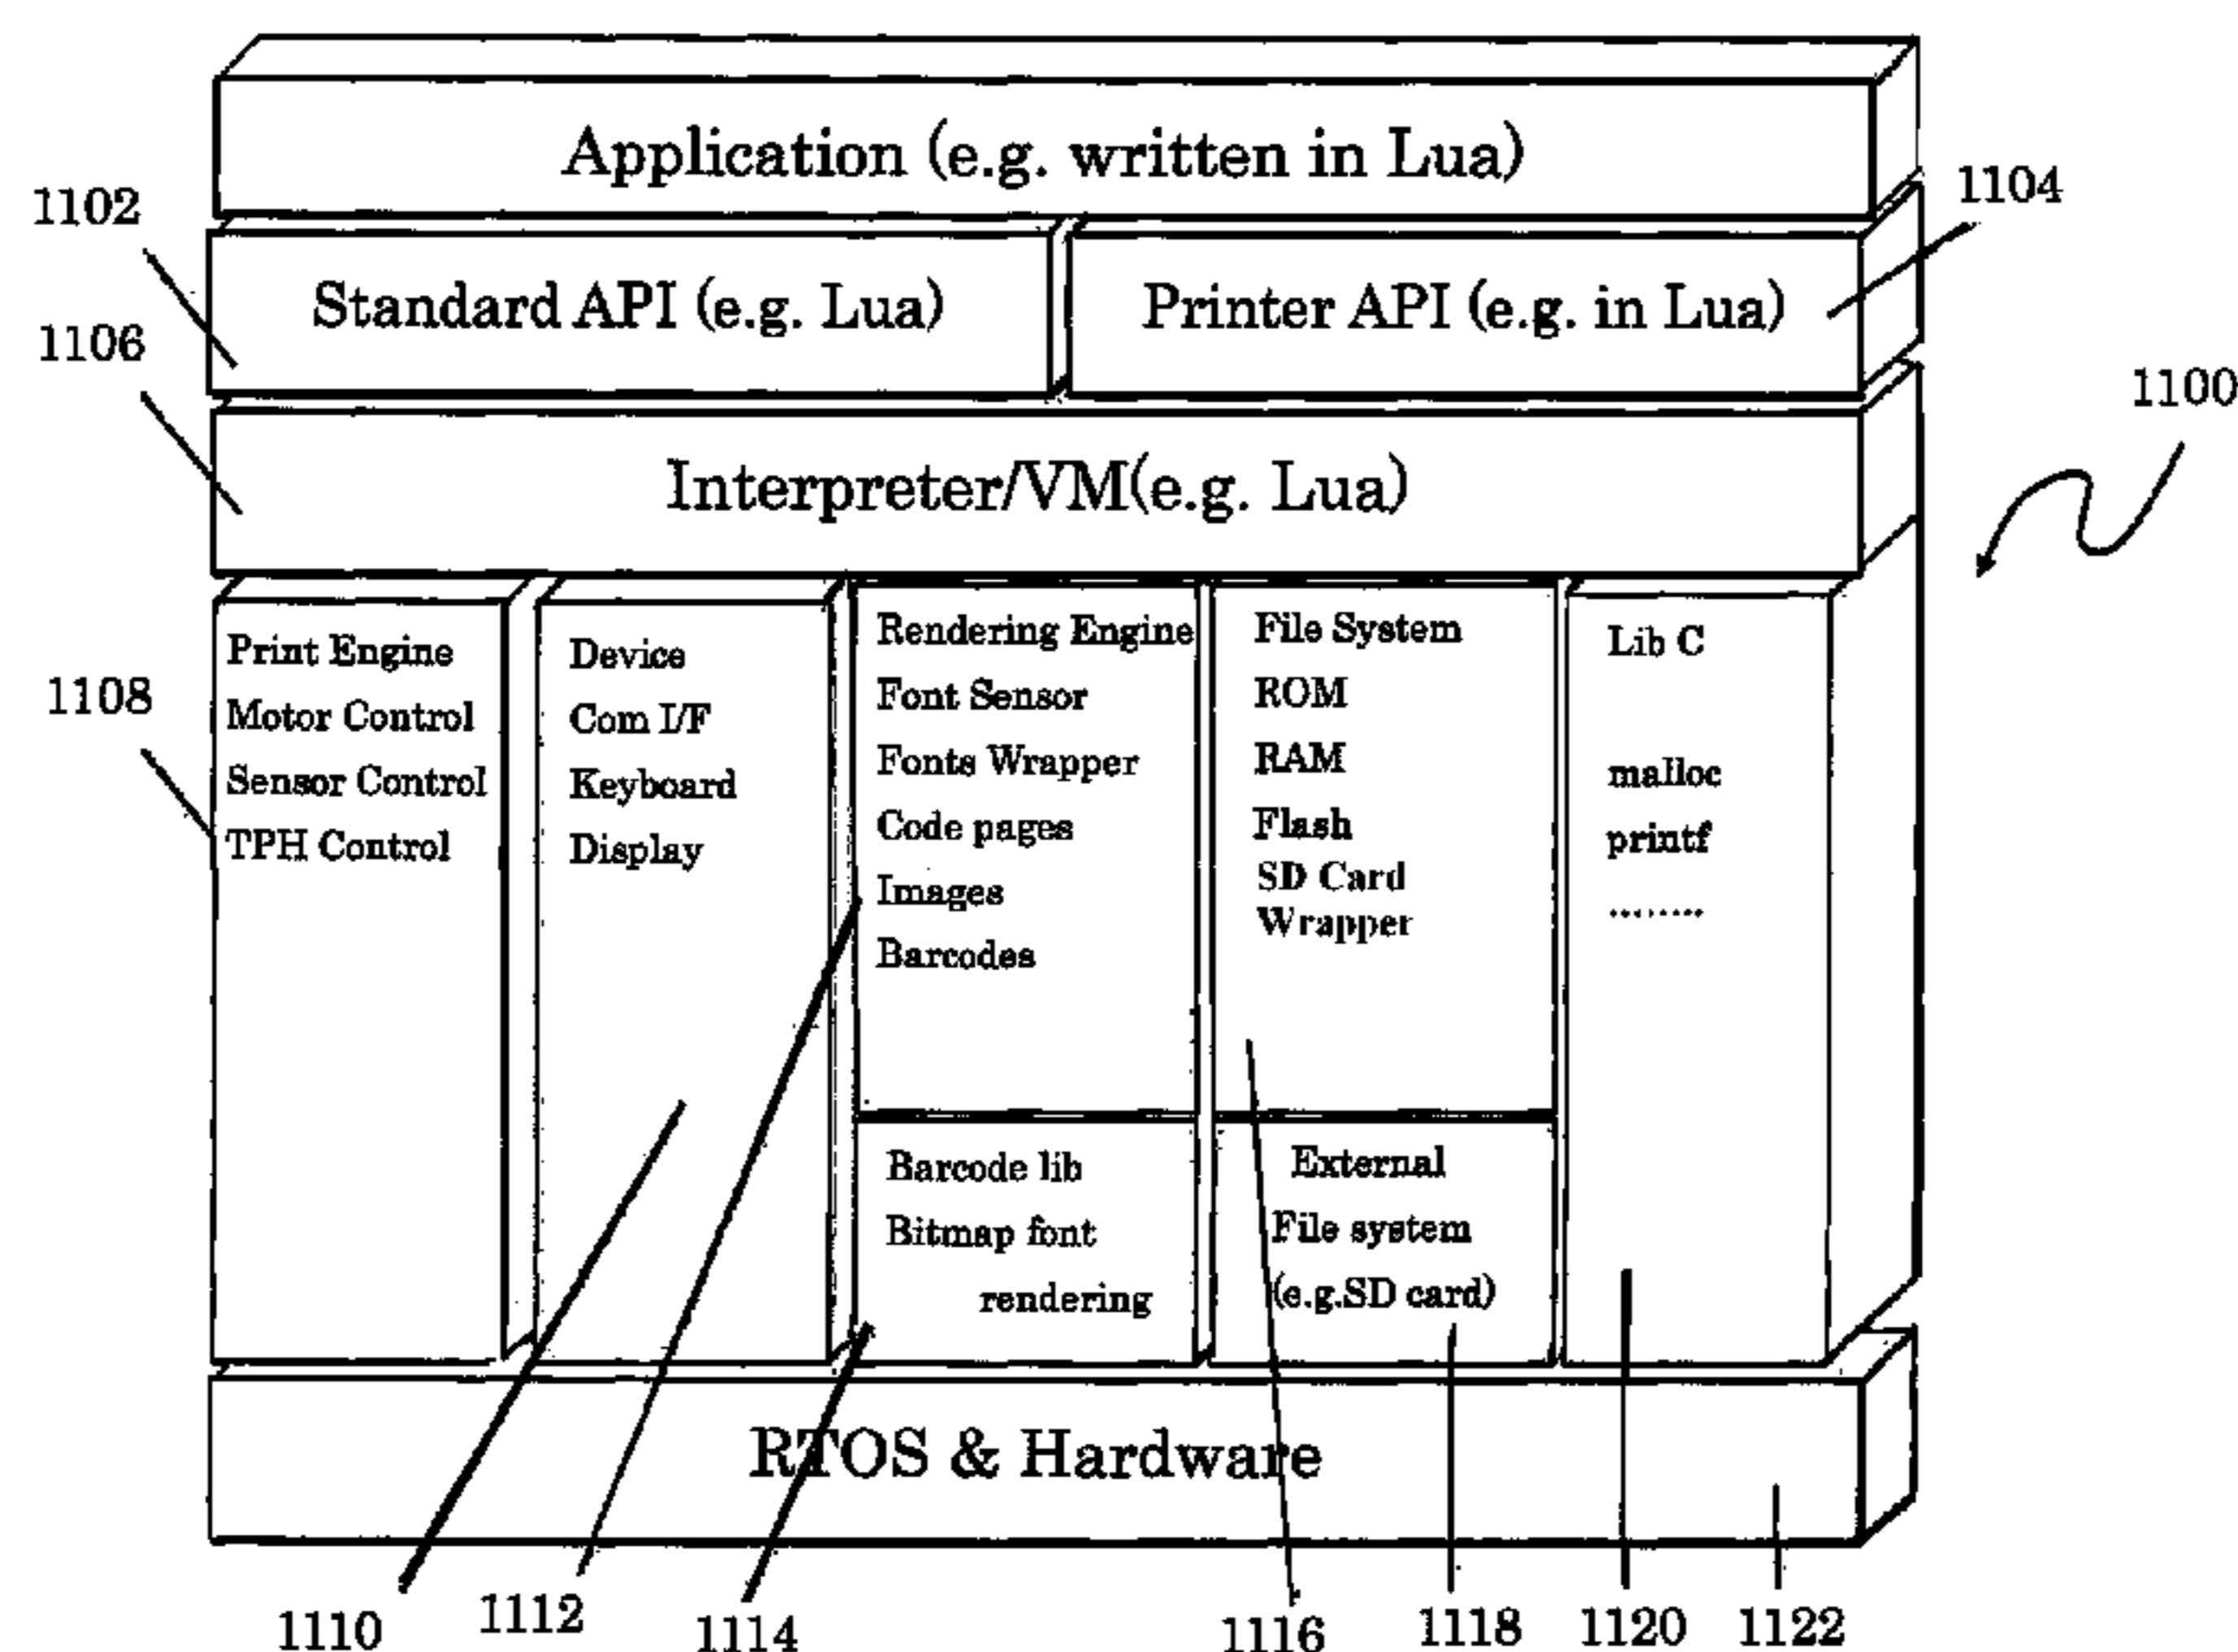 Application (e.g. written in Lua)
1102
1104
Standard API (e.g. Lua)
Printer API (e.g. in Lua)
1106
1100
Interpreter/VM(e.g. Lua)
1108
Print Engine
Motor Control
Sensor Control
TPH Control
Device
Com I/F
Keyboard
Display
Rendering Engine
Font Sensor
Fonts Wrapper
Code pages
Images
Barcodes
File System
ROM
RAM
Flash
SD Card
Wrapper
Lib C
malloc
printf
........
Barcode lib
Bitmap font
rendering
External
File system
(e.g.SD card)
RTOS & Hardware
1110
1112
1114
1116
1118
1120
1122